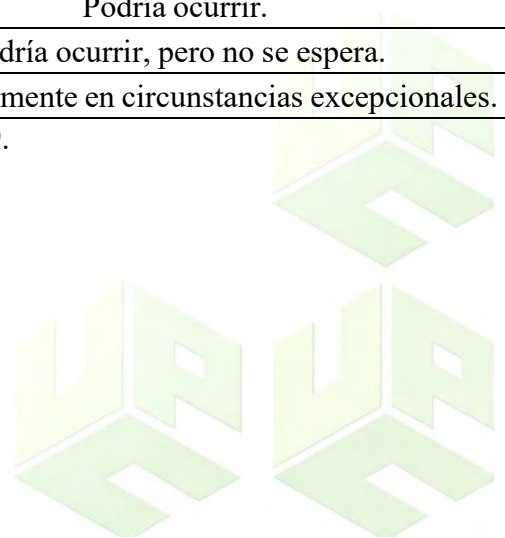 Podría ocurrir.
dría ocurrir, pero no se espera.
mente en circunstancias excepcionales.